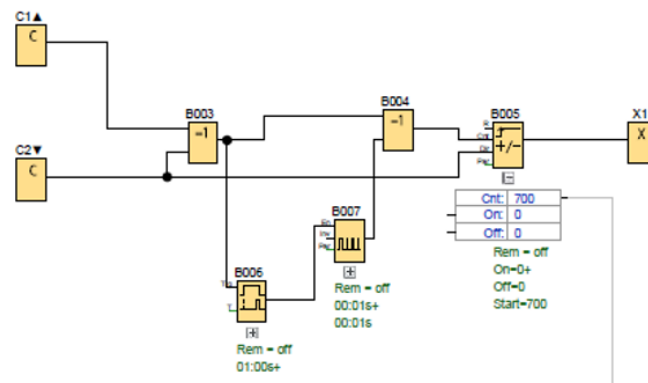 C1▲
C
B003
=1
B004
=1
B005
R
Cnt
Dir
Par
+/-
X1
X
C2▼
C
Cnt: 700
On: 0
Off: 0
Rem = off
On=0+
Off=0
Start=700
B007
En
Inv
Par
Rem = off
00:01s+
00:01s
B006
Trg
T
Rem = off
01:00s+